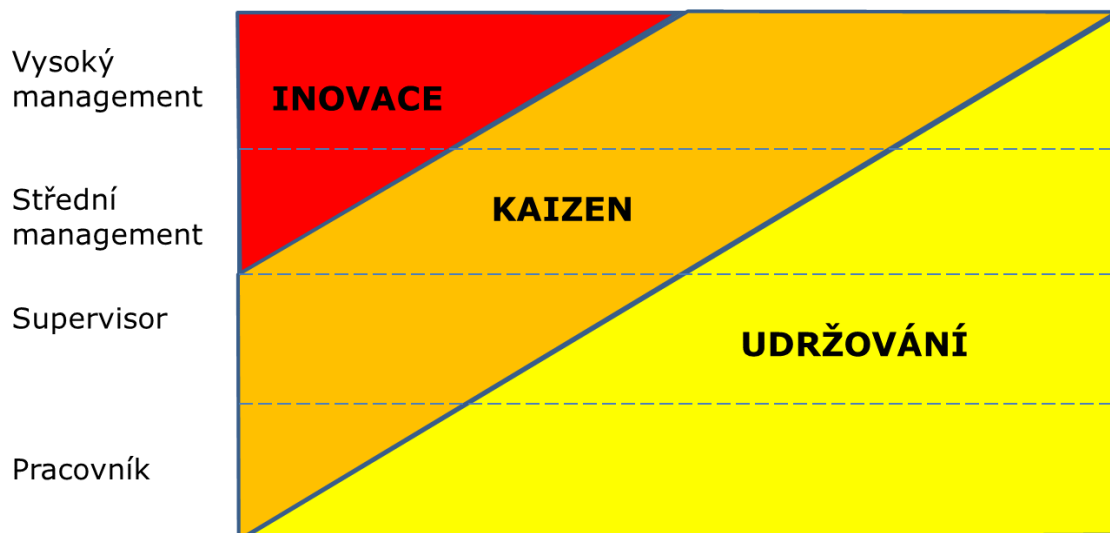 Vysoký
management
INOVACE
Střední
management
KAIZEN
Supervisor
UDRŽOVÁNÍ
Pracovník